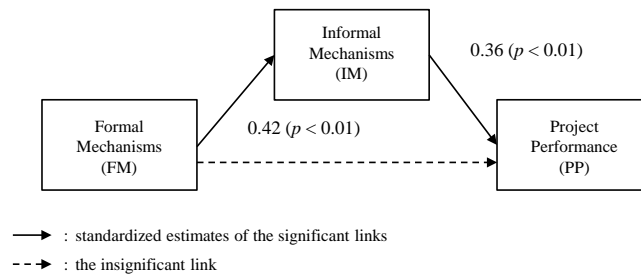 Informal
Mechanisms
(IM)
0.36 (p < 0.01)
Formal
Mechanisms
(FM)
0.42 (p < 0.01)
Project
Performance
(PP)
: standardized estimates of the significant links
: the insignificant link